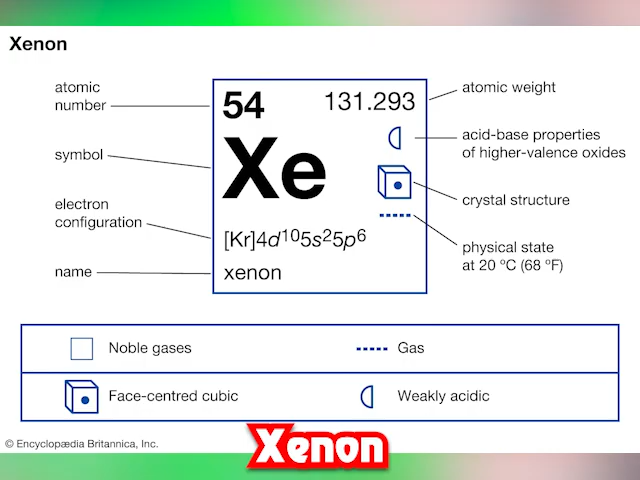 Xenon
atomic
number
54
131.293
atomic weight
acid-base properties
of higher-valence oxides
symbol
Xe
crystal structure
electron
configuration
[Kr]4d¹⁰5s²5p⁶
physical state
at 20 °C (68 °F)
name
xenon
Noble gases
Gas
Face-centred cubic
Weakly acidic
© Encyclopædia Britannica, Inc.
Xenon